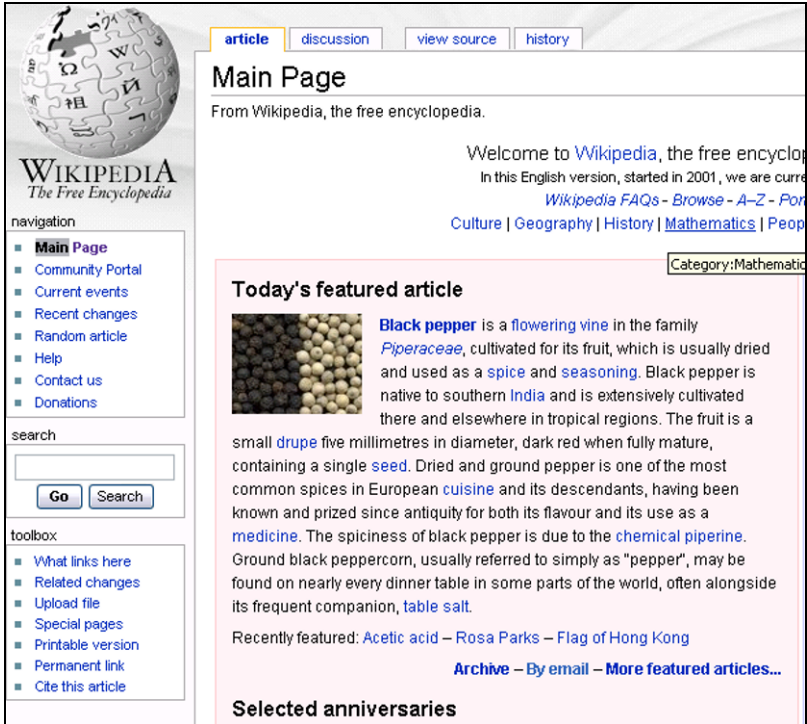 WIKIPEDIA
The Free Encyclopedia
navigation
Main Page
Community Portal
Current events
Recent changes
Random article
Help
Contact us
Donations
search
Go Search
toolbox
What links here
Related changes
Upload file
Special pages
Printable version
Permanent link
Cite this article
article discussion view source history
Main Page
From Wikipedia, the free encyclopedia.
Welcome to Wikipedia, the free encyclop
In this English version, started in 2001, we are curre
Wikipedia FAQs - Browse - A–Z - Por
Culture | Geography | History | Mathematics | Peop
Category:Mathematic
Today's featured article
Black pepper is a flowering vine in the family
Piperaceae, cultivated for its fruit, which is usually dried
and used as a spice and seasoning. Black pepper is
native to southern India and is extensively cultivated
there and elsewhere in tropical regions. The fruit is a
small drupe five millimetres in diameter, dark red when fully mature,
containing a single seed. Dried and ground pepper is one of the most
common spices in European cuisine and its descendants, having been
known and prized since antiquity for both its flavour and its use as a
medicine. The spiciness of black pepper is due to the chemical piperine.
Ground black peppercorn, usually referred to simply as "pepper", may be
found on nearly every dinner table in some parts of the world, often alongside
its frequent companion, table salt.
Recently featured: Acetic acid – Rosa Parks – Flag of Hong Kong
Archive – By email – More featured articles...
Selected anniversaries